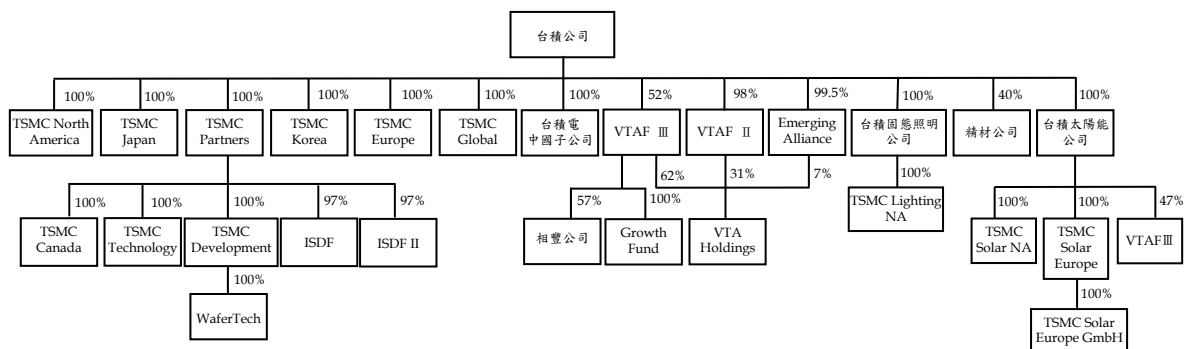 台積公司
100%
100%
100%
100%
100%
100%
100%
52%
98%
99.5%
100%
40%
100%
TSMC North
America
TSMC
Japan
TSMC
Partners
TSMC
Korea
TSMC
Europe
TSMC
Global
台積電
中國子公司
VTAF Ⅲ
VTAF Ⅱ
Emerging
Alliance
台積固態照明
公司
精材公司
台積太陽能
公司
100%
100%
100%
97%
97%
TSMC
Canada
TSMC
Technology
TSMC
Development
ISDF
ISDF II
100%
WaferTech
57%
100%
62%
31%
7%
相豐公司
Growth
Fund
VTA
Holdings
100%
TSMC Lighting
NA
100%
100%
47%
TSMC
Solar NA
TSMC
Solar
Europe
VTAFⅢ
100%
TSMC Solar
Europe GmbH